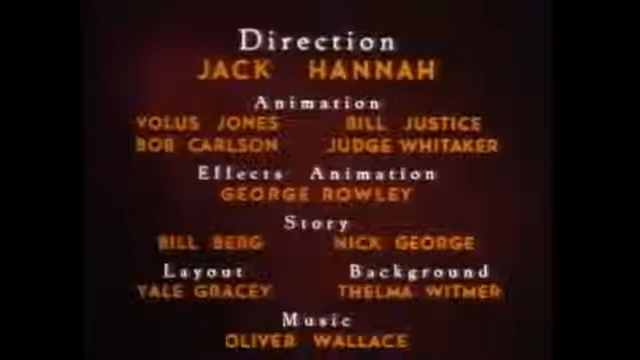 Direction
JACK HANNAH
Animation
VOLUS JONES BILL JUSTICE
BOB CARLSON JUDGE WHITAKER
Effects Animation
GEORGE ROWLEY
Story
BILL BERG NICK GEORGE
Layout Background
YALE GRACEY THELMA WITMER
Music
OLIVER WALLACE